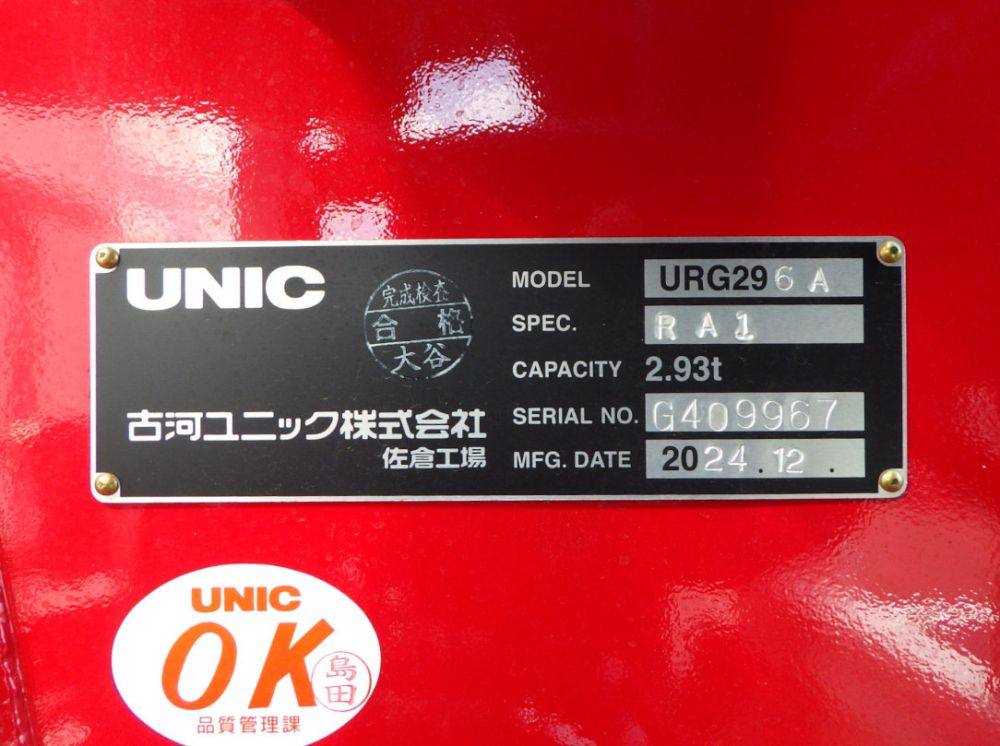 UNIC
完成検査
合格
大谷
古河ユニック株式会社
佐倉工場
MODEL URG296A
SPEC. RA1
CAPACITY 2.93t
SERIAL NO. G409967
MFG. DATE 2024.12.
UNIC
OK
島田
品質管理課